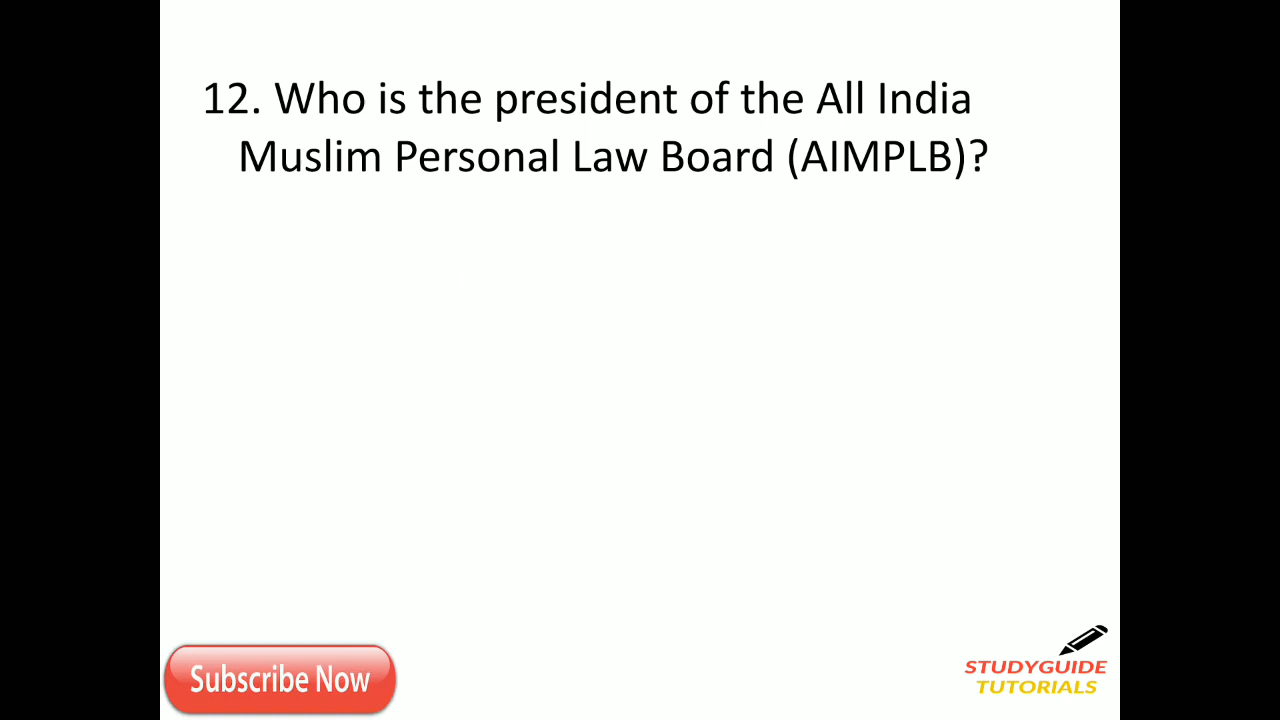 12. Who is the president of the All India
Muslim Personal Law Board (AIMPLB)?
Subscribe Now
STUDYGUIDE
TUTORIALS